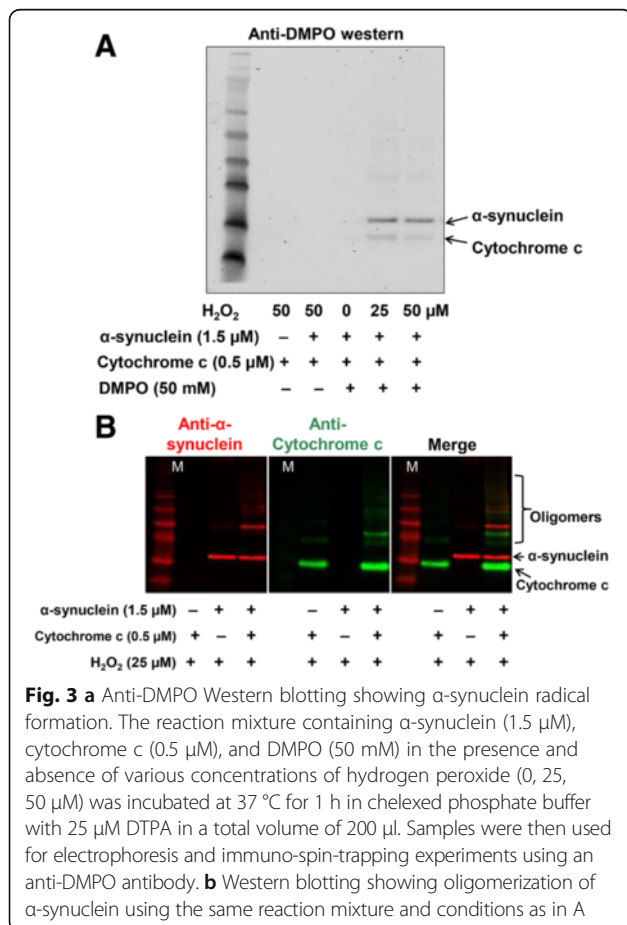 A
Anti-DMPO western
α-synuclein
Cytochrome c
H₂O₂ 50 50 0 25 50 μM
α-synuclein (1.5 μM) – + + + +
Cytochrome c (0.5 μM) + + + + +
DMPO (50 mM) – – + + +
B
Anti-α-synuclein
Anti-Cytochrome c
Merge
M M M
Oligomers
α-synuclein
Cytochrome c
α-synuclein (1.5 μM) – + + – + + – + +
Cytochrome c (0.5 μM) + – + + – + + – +
H₂O₂ (25 μM) + + + + + + + + +
Fig. 3 a Anti-DMPO Western blotting showing α-synuclein radical
formation. The reaction mixture containing α-synuclein (1.5 μM),
cytochrome c (0.5 μM), and DMPO (50 mM) in the presence and
absence of various concentrations of hydrogen peroxide (0, 25,
50 μM) was incubated at 37 °C for 1 h in chelexed phosphate buffer
with 25 μM DTPA in a total volume of 200 μl. Samples were then used
for electrophoresis and immuno-spin-trapping experiments using an
anti-DMPO antibody. b Western blotting showing oligomerization of
α-synuclein using the same reaction mixture and conditions as in A